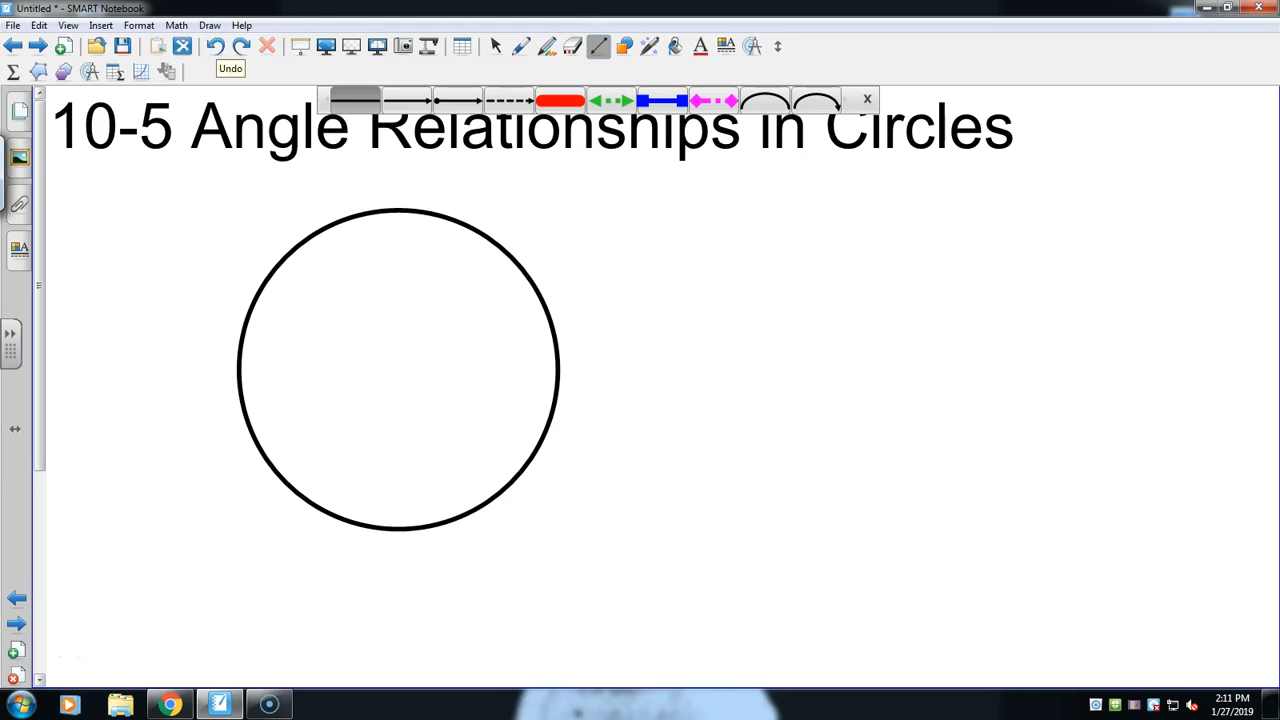 Untitled * - SMART Notebook
File Edit View Insert Format Math Draw Help
Undo
x
10-5 Angle Relationships in Circles
2:11 PM
1/27/2019